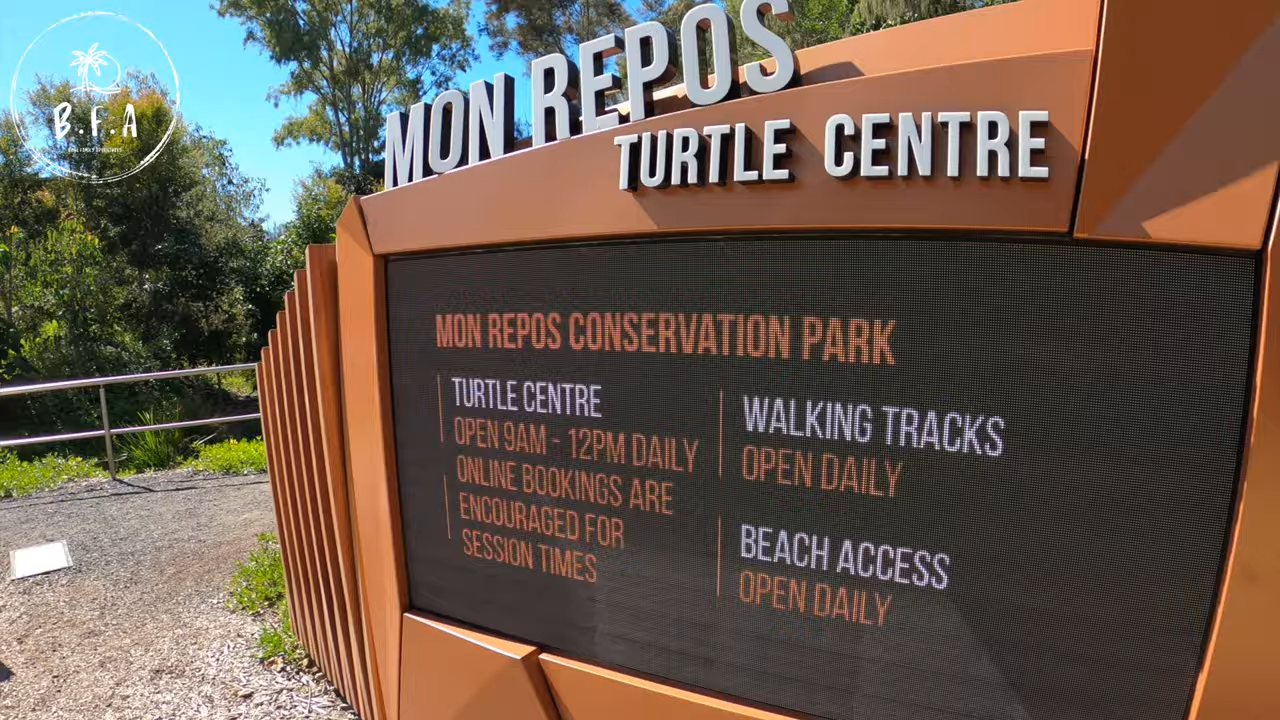 B.F.A
MON REPOS
TURTLE CENTRE
MON REPOS CONSERVATION PARK
TURTLE CENTRE
OPEN 9AM - 12PM DAILY
ONLINE BOOKINGS ARE
ENCOURAGED FOR
SESSION TIMES
WALKING TRACKS
OPEN DAILY
BEACH ACCESS
OPEN DAILY